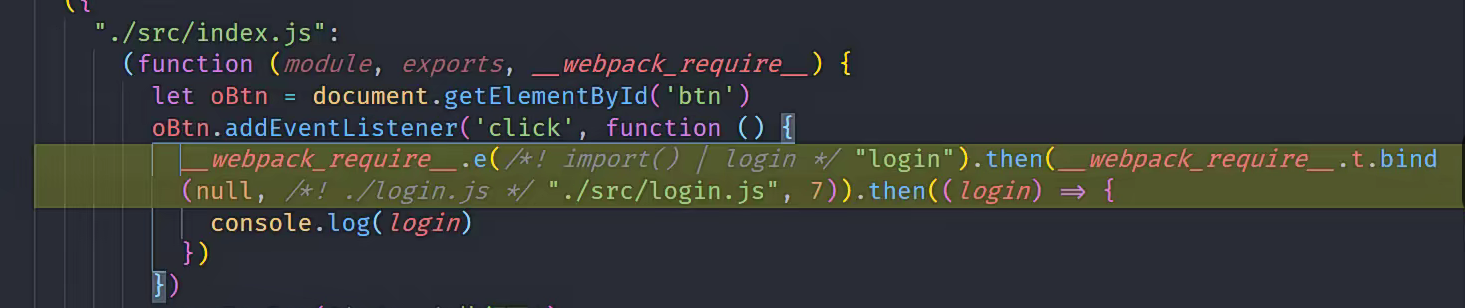 ({
"./src/index.js":
(function (module, exports, __webpack_require__) {
let oBtn = document.getElementById('btn')
oBtn.addEventListener('click', function () {
__webpack_require__.e(/*! import() | login */ "login").then(__webpack_require__.t.bind
(null, /*! ./login.js */ "./src/login.js", 7)).then((login) => {
console.log(login)
})
})